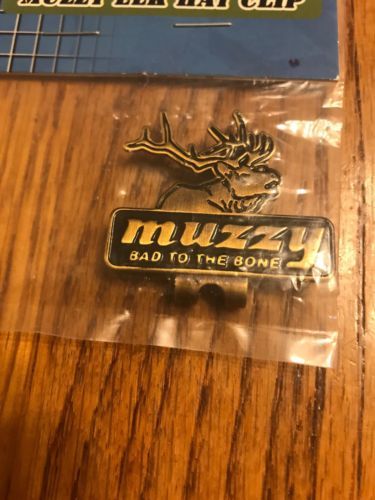 MUZZY ELK HAT CLIP
muzzy
BAD TO THE BONE